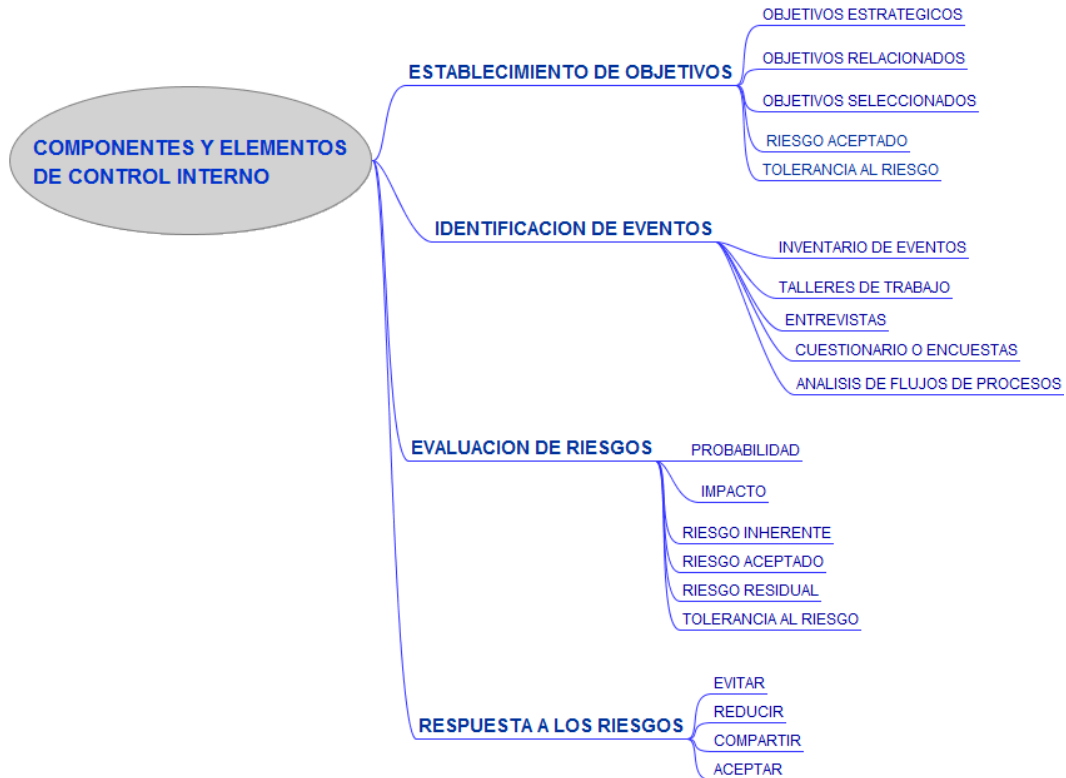 COMPONENTES Y ELEMENTOS
DE CONTROL INTERNO
ESTABLECIMIENTO DE OBJETIVOS
OBJETIVOS ESTRATEGICOS
OBJETIVOS RELACIONADOS
OBJETIVOS SELECCIONADOS
RIESGO ACEPTADO
TOLERANCIA AL RIESGO
IDENTIFICACION DE EVENTOS
INVENTARIO DE EVENTOS
TALLERES DE TRABAJO
ENTREVISTAS
CUESTIONARIO O ENCUESTAS
ANALISIS DE FLUJOS DE PROCESOS
EVALUACION DE RIESGOS
PROBABILIDAD
IMPACTO
RIESGO INHERENTE
RIESGO ACEPTADO
RIESGO RESIDUAL
TOLERANCIA AL RIESGO
RESPUESTA A LOS RIESGOS
EVITAR
REDUCIR
COMPARTIR
ACEPTAR